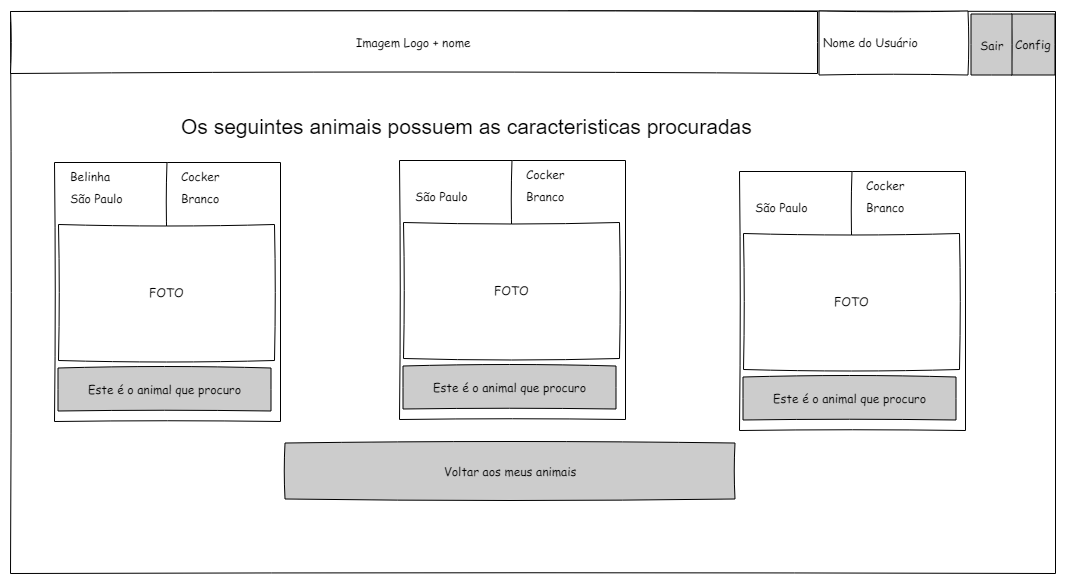 Imagem Logo + nome
Nome do Usuário
Sair
Config
Os seguintes animais possuem as caracteristicas procuradas
Belinha
São Paulo
Cocker
Branco
FOTO
Este é o animal que procuro
São Paulo
Cocker
Branco
FOTO
Este é o animal que procuro
São Paulo
Cocker
Branco
FOTO
Este é o animal que procuro
Voltar aos meus animais